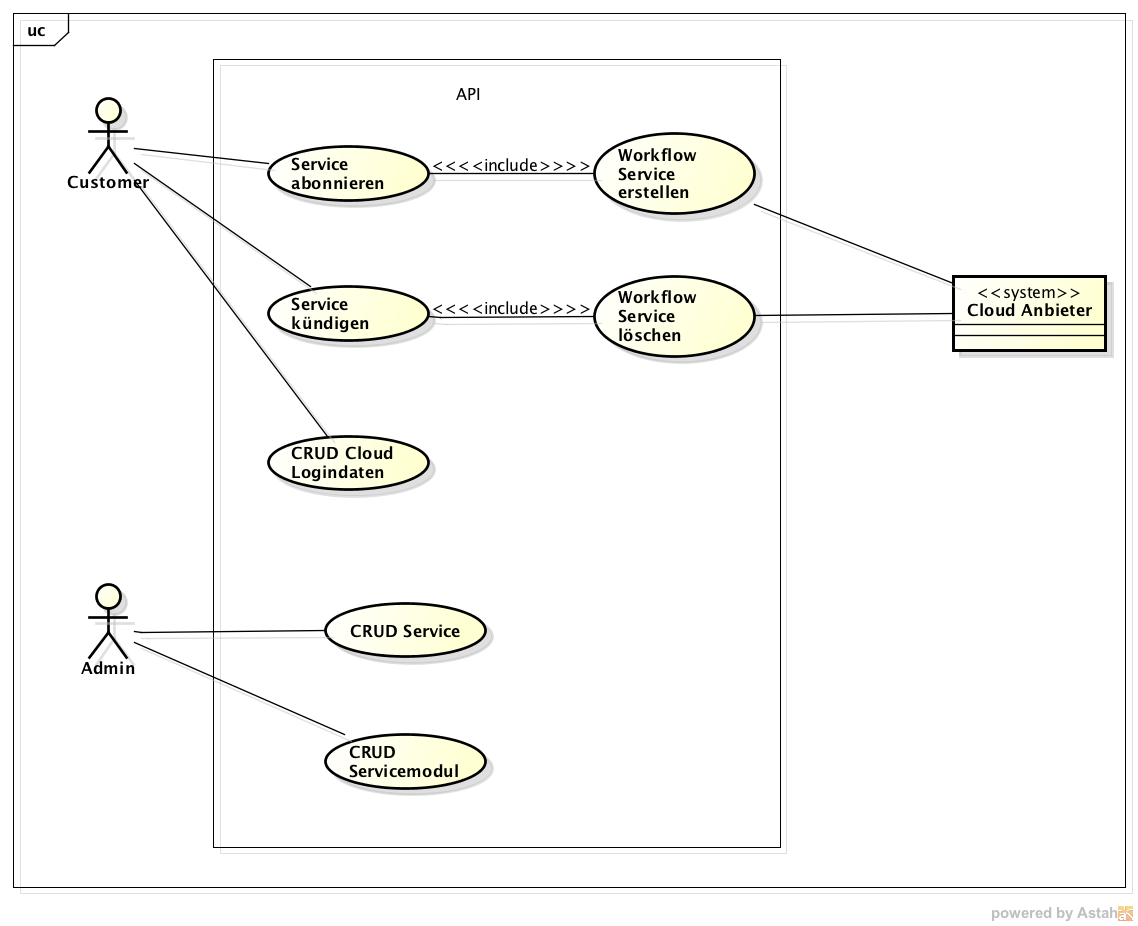 uc
API
Customer
Service
abonnieren
<<<<include>>>>
Workflow
Service
erstellen
Service
kündigen
<<<<include>>>>
Workflow
Service
löschen
<<system>>
Cloud Anbieter
CRUD Cloud
Logindaten
Admin
CRUD Service
CRUD
Servicemodul
powered by Astah